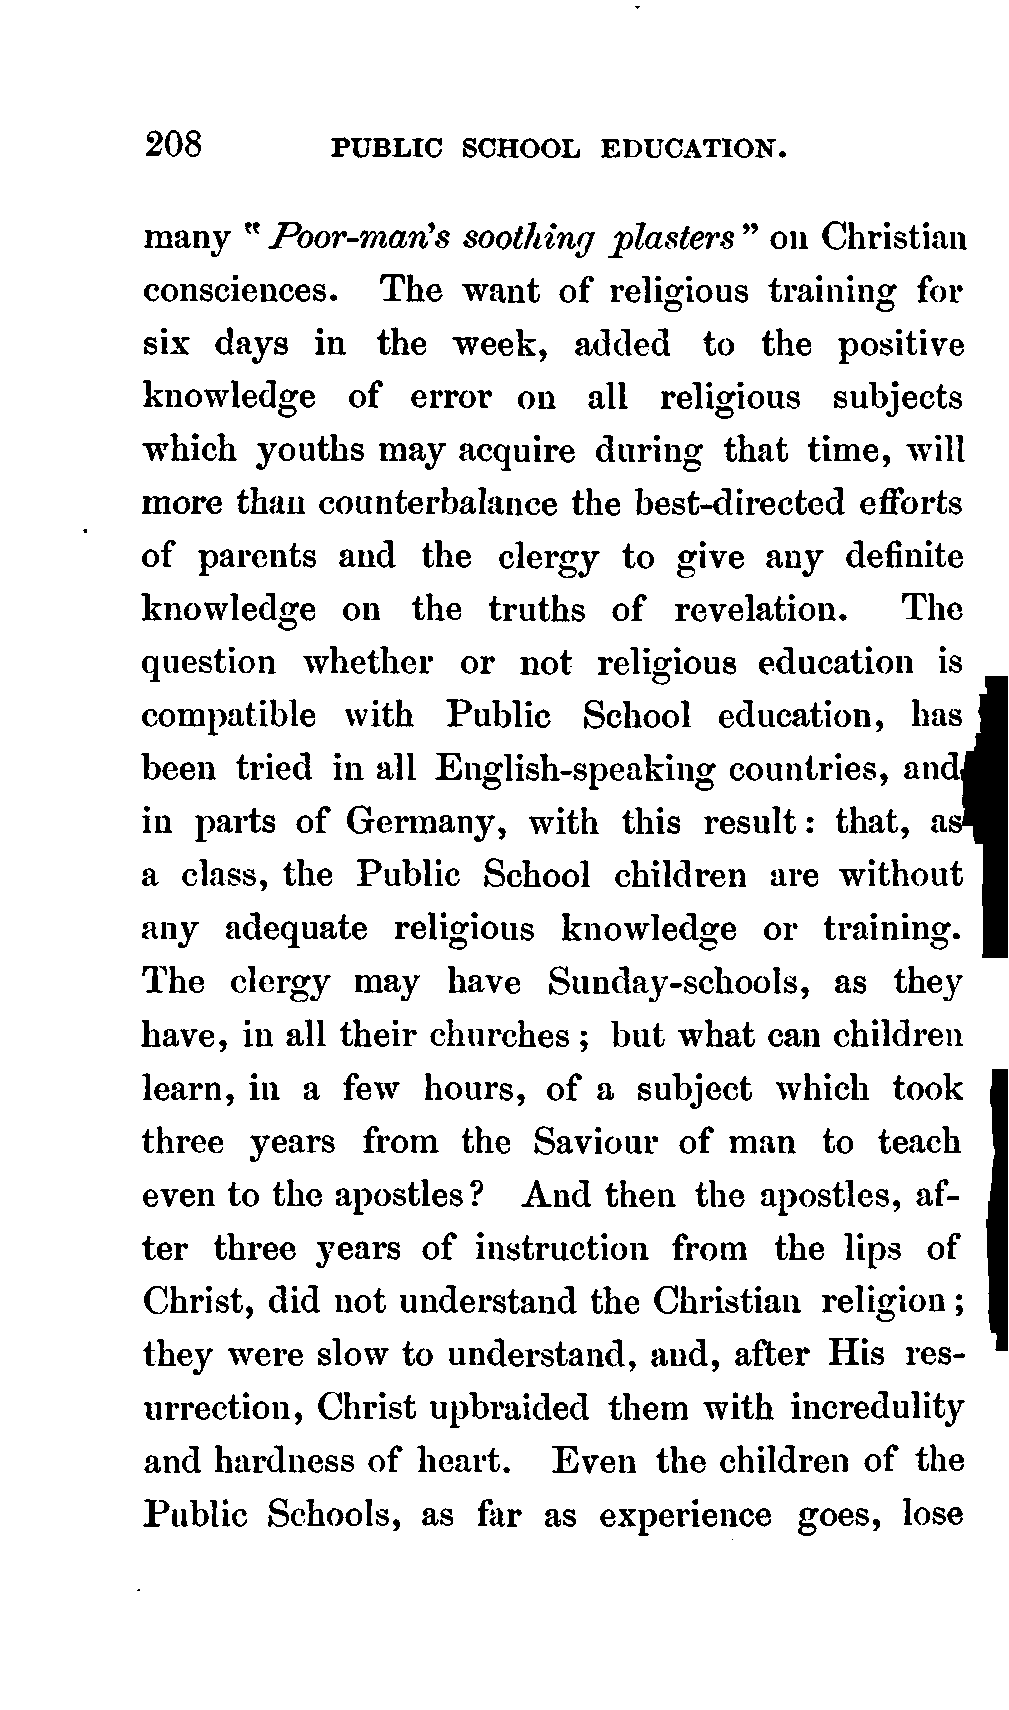 208 PUBLIC SCHOOL EDUCATION.
many " Poor-man's soothing plasters" on Christian
consciences. The want of religious training for
six days in the week, added to the positive
knowledge of error on all religious subjects
which youths may acquire during that time, will
more than counterbalance the best-directed efforts
of parents and the clergy to give any definite
knowledge on the truths of revelation. The
question whether or not religious education is
compatible with Public School education, has
been tried in all English-speaking countries, and
in parts of Germany, with this result: that, as
a class, the Public School children are without
any adequate religious knowledge or training.
The clergy may have Sunday-schools, as they
have, in all their churches; but what can children
learn, in a few hours, of a subject which took
three years from the Saviour of man to teach
even to the apostles? And then the apostles, af-
ter three years of instruction from the lips of
Christ, did not understand the Christian religion;
they were slow to understand, and, after His res-
urrection, Christ upbraided them with incredulity
and hardness of heart. Even the children of the
Public Schools, as far as experience goes, lose